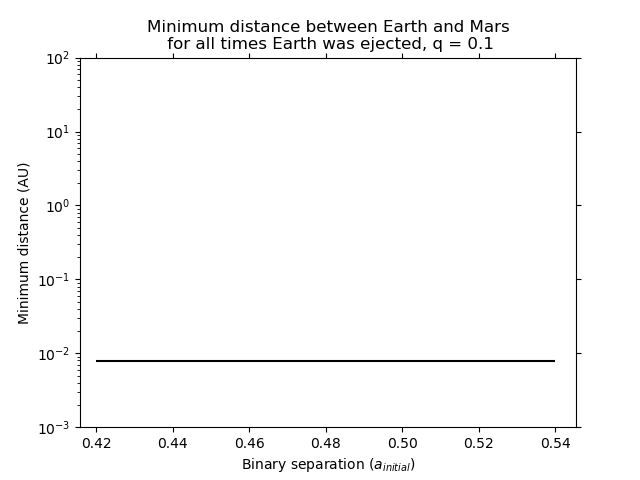 Minimum distance between Earth and Mars
for all times Earth was ejected, q = 0.1
10²
10¹
10⁰
10⁻¹
10⁻²
10⁻³
Minimum distance (AU)
0.42 0.44 0.46 0.48 0.50 0.52 0.54
Binary separation (a_initial)